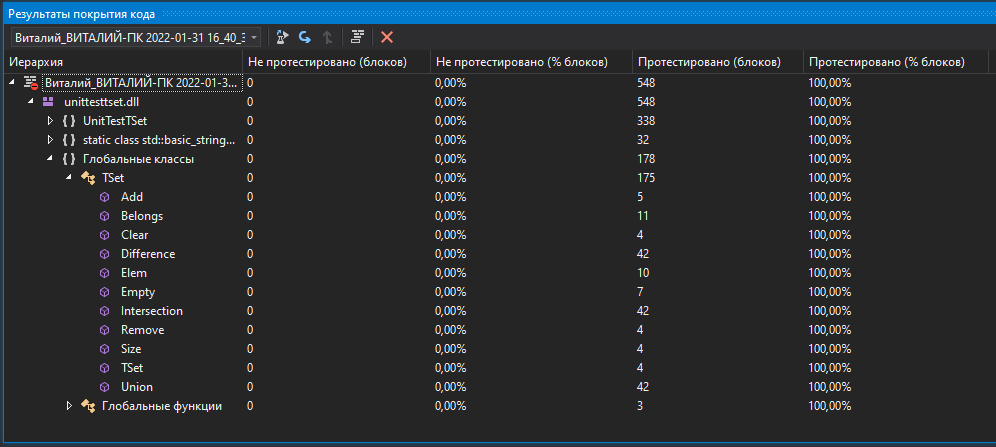 Результаты покрытия кода
Виталий_ВИТАЛИЙ-ПК 2022-01-31 16_40_3
Иерархия Не протестировано (блоков) Не протестировано (% блоков) Протестировано (блоков) Протестировано (% блоков)
Виталий_ВИТАЛИЙ-ПК 2022-01-3... 0 0,00% 548 100,00%
unittesttset.dll 0 0,00% 548 100,00%
{ } UnitTestTSet 0 0,00% 338 100,00%
{ } static class std::basic_string... 0 0,00% 32 100,00%
{ } Глобальные классы 0 0,00% 178 100,00%
TSet 0 0,00% 175 100,00%
Add 0 0,00% 5 100,00%
Belongs 0 0,00% 11 100,00%
Clear 0 0,00% 4 100,00%
Difference 0 0,00% 42 100,00%
Elem 0 0,00% 10 100,00%
Empty 0 0,00% 7 100,00%
Intersection 0 0,00% 42 100,00%
Remove 0 0,00% 4 100,00%
Size 0 0,00% 4 100,00%
TSet 0 0,00% 4 100,00%
Union 0 0,00% 42 100,00%
Глобальные функции 0 0,00% 3 100,00%